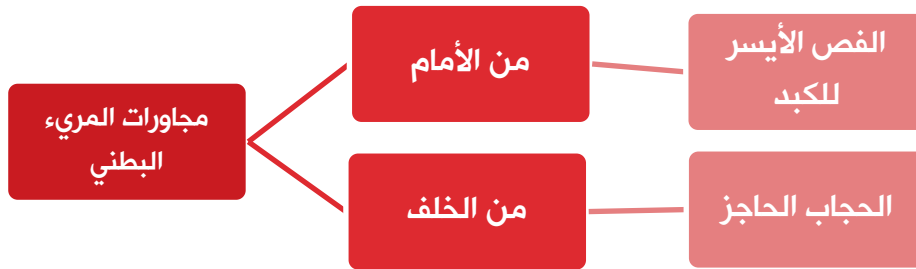 مجاورات المريء
البطني
من الأمام
الفص الأيسر
للكبد
من الخلف
الحجاب الحاجز